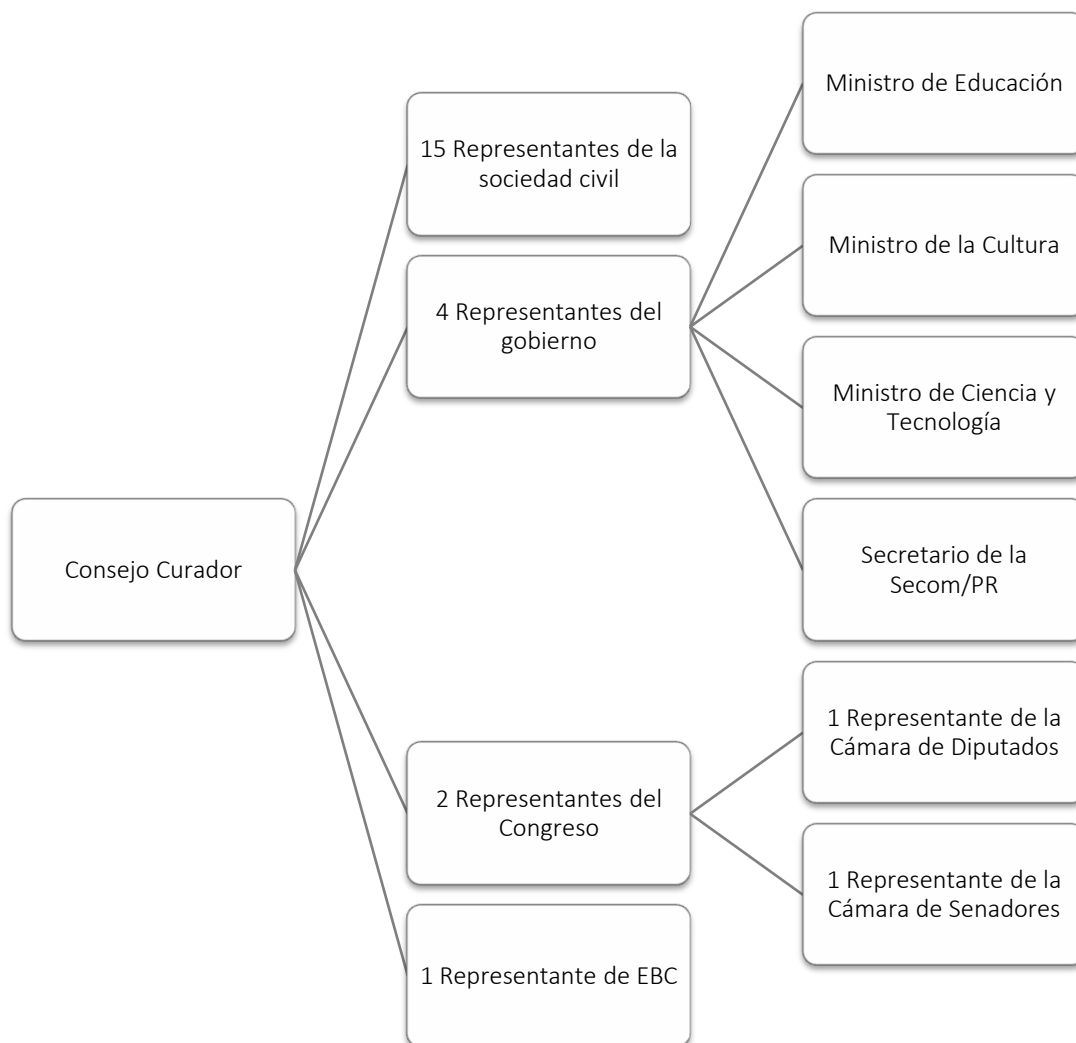 Consejo Curador
15 Representantes de la
sociedad civil
4 Representantes del
gobierno
Ministro de Educación
Ministro de la Cultura
Ministro de Ciencia y
Tecnología
Secretario de la
Secom/PR
2 Representantes del
Congreso
1 Representante de la
Cámara de Diputados
1 Representante de la
Cámara de Senadores
1 Representante de EBC